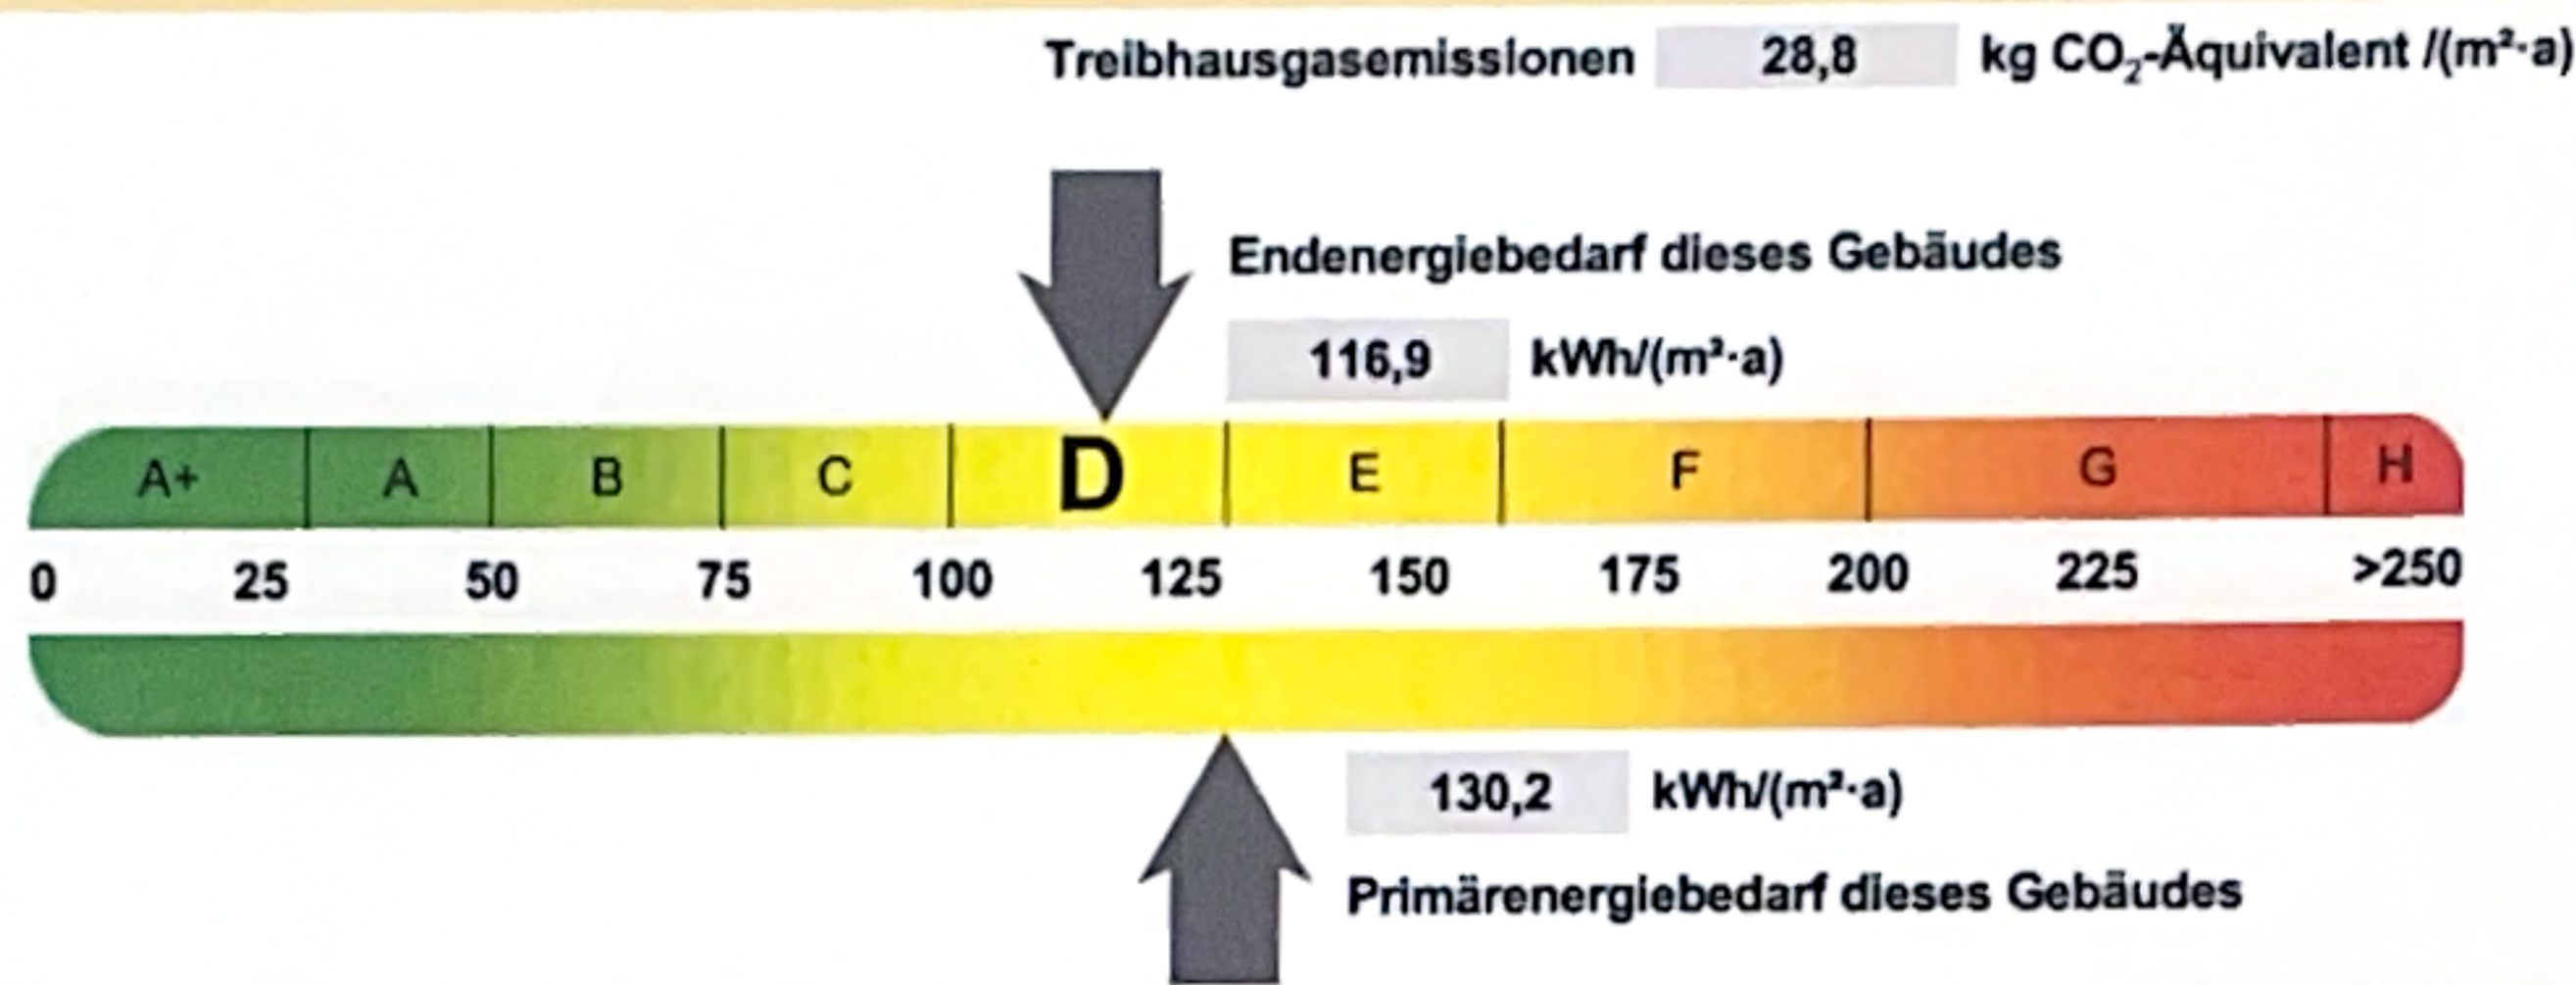 Treibhausgasemissionen 28,8 kg CO₂-Äquivalent /(m²·a)
Endenergiebedarf dieses Gebäudes
116,9 kWh/(m²·a)
A+ A B C D E F G H
0 25 50 75 100 125 150 175 200 225 >250
130,2 kWh/(m²·a)
Primärenergiebedarf dieses Gebäudes